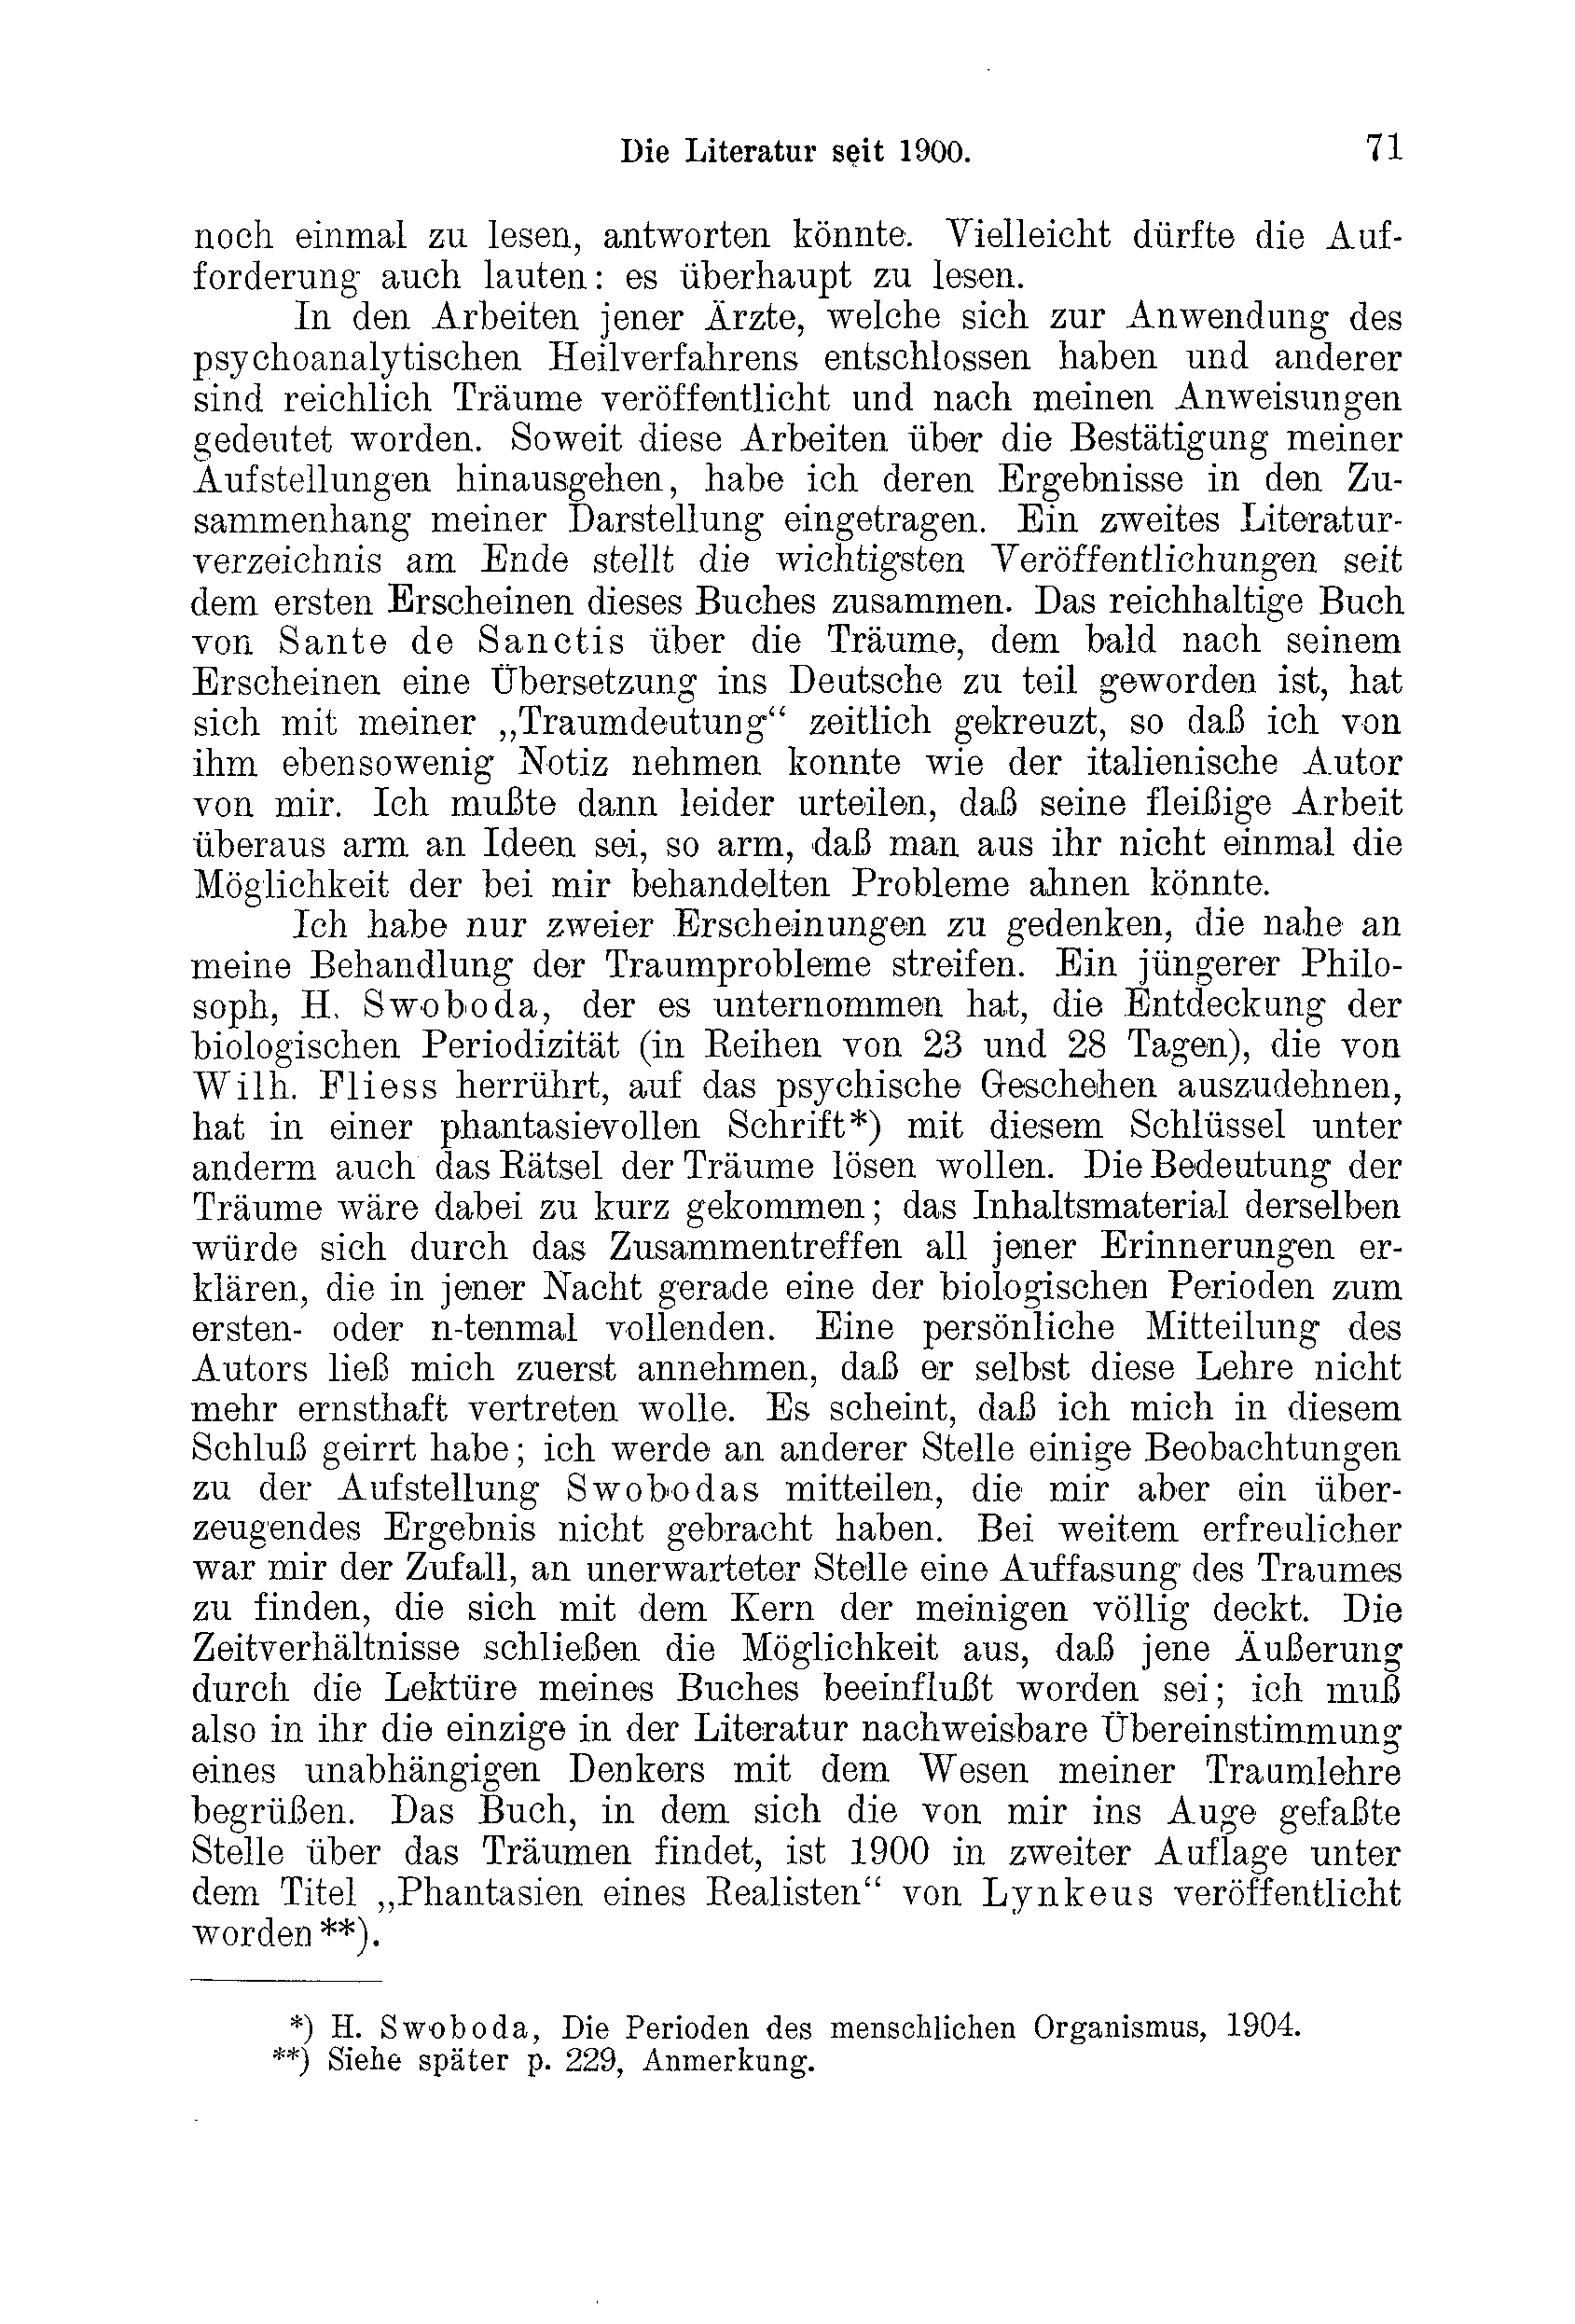 Die Literatur seit 1900. 71
noch einmal zu lesen, antworten könnte. Vielleicht dürfte die Auf-
forderung auch lauten: es überhaupt zu lesen.
In den Arbeiten jener Ärzte, welche sich zur Anwendung des
psychoanalytischen Heilverfahrens entschlossen haben und anderer
sind reichlich Träume veröffentlicht und nach meinen Anweisungen
gedeutet worden. Soweit diese Arbeiten über die Bestätigung meiner
Aufstellungen hinausgehen, habe ich deren Ergebnisse in den Zu-
sammenhang meiner Darstellung eingetragen. Ein zweites Literatur-
verzeichnis am Ende stellt die wichtigsten Veröffentlichungen seit
dem ersten Erscheinen dieses Buches zusammen. Das reichhaltige Buch
von Sante de Sanctis über die Träume, dem bald nach seinem
Erscheinen eine Übersetzung ins Deutsche zu teil geworden ist, hat
sich mit meiner „Traumdeutung“ zeitlich gekreuzt, so daß ich von
ihm ebensowenig Notiz nehmen konnte wie der italienische Autor
von mir. Ich mußte dann leider urteilen, daß seine fleißige Arbeit
überaus arm an Ideen sei, so arm, daß man aus ihr nicht einmal die
Möglichkeit der bei mir behandelten Probleme ahnen könnte.
Ich habe nur zweier Erscheinungen zu gedenken, die nahe an
meine Behandlung der Traumprobleme streifen. Ein jüngerer Philo-
soph, H. Swoboda, der es unternommen hat, die Entdeckung der
biologischen Periodizität (in Reihen von 23 und 28 Tagen), die von
Wilh. Fliess herrührt, auf das psychische Geschehen auszudehnen,
hat in einer phantasievollen Schrift*) mit diesem Schlüssel unter
anderm auch das Rätsel der Träume lösen wollen. Die Bedeutung der
Träume wäre dabei zu kurz gekommen; das Inhaltsmaterial derselben
würde sich durch das Zusammentreffen all jener Erinnerungen er-
klären, die in jener Nacht gerade eine der biologischen Perioden zum
ersten- oder n-tenmal vollenden. Eine persönliche Mitteilung des
Autors ließ mich zuerst annehmen, daß er selbst diese Lehre nicht
mehr ernsthaft vertreten wolle. Es scheint, daß ich mich in diesem
Schluß geirrt habe; ich werde an anderer Stelle einige Beobachtungen
zu der Aufstellung Swobodas mitteilen, die mir aber ein über-
zeugendes Ergebnis nicht gebracht haben. Bei weitem erfreulicher
war mir der Zufall, an unerwarteter Stelle eine Auffasung des Traumes
zu finden, die sich mit dem Kern der meinigen völlig deckt. Die
Zeitverhältnisse schließen die Möglichkeit aus, daß jene Äußerung
durch die Lektüre meines Buches beeinflußt worden sei; ich muß
also in ihr die einzige in der Literatur nachweisbare Übereinstimmung
eines unabhängigen Denkers mit dem Wesen meiner Traumlehre
begrüßen. Das Buch, in dem sich die von mir ins Auge gefaßte
Stelle über das Träumen findet, ist 1900 in zweiter Auflage unter
dem Titel „Phantasien eines Realisten“ von Lynkeus veröffentlicht
worden**).
*) H. Swoboda, Die Perioden des menschlichen Organismus, 1904.
**) Siehe später p. 229, Anmerkung.